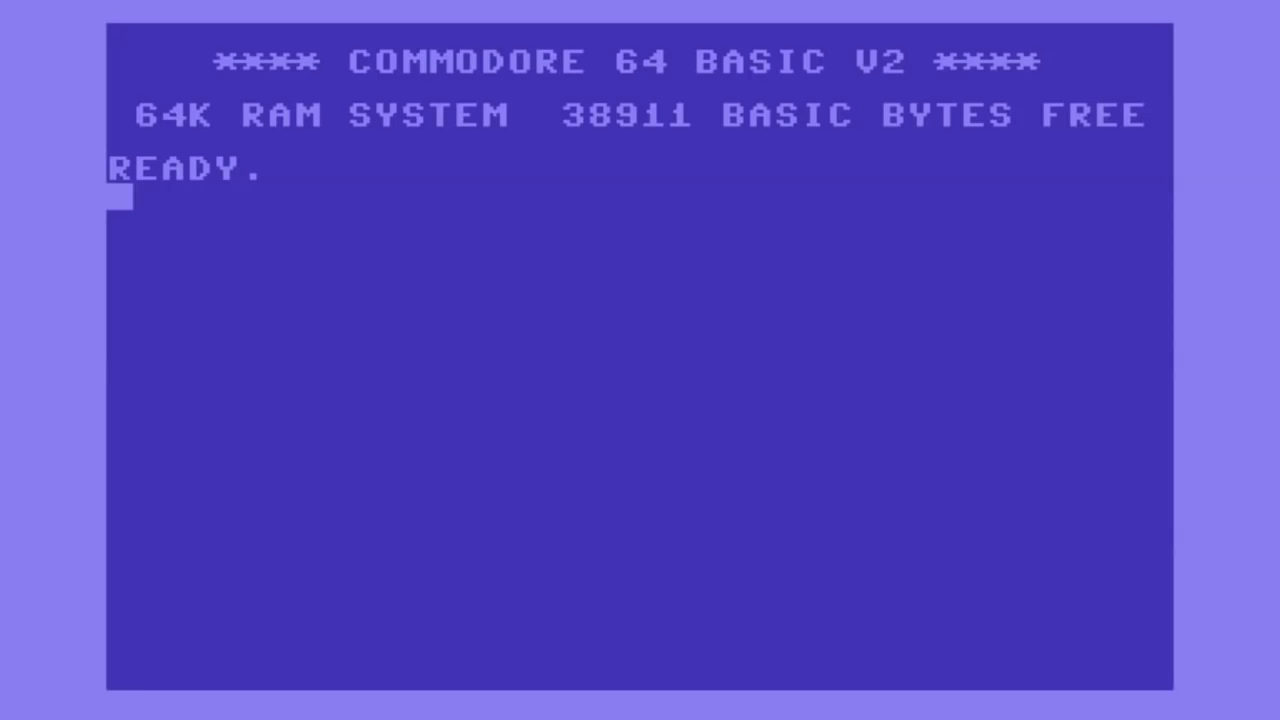 **** COMMODORE 64 BASIC V2 ****
64K RAM SYSTEM  38911 BASIC BYTES FREE
READY.